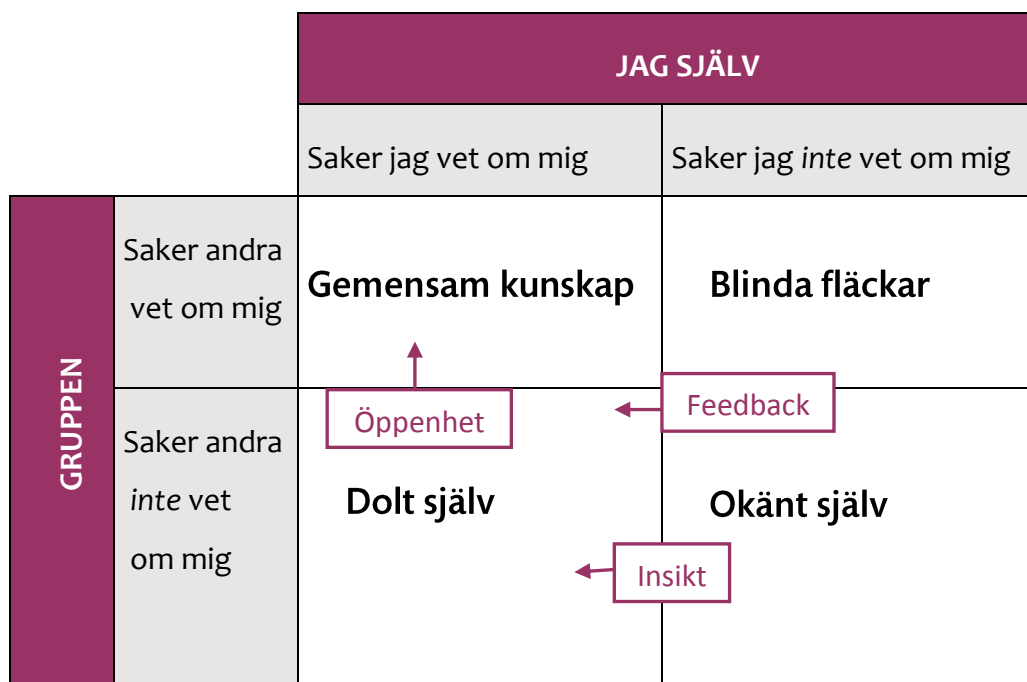 JAG SJÄLV
Saker jag vet om mig
Saker jag inte vet om mig
GRUPPEN
Saker andra
vet om mig
Gemensam kunskap
Blinda fläckar
Öppenhet
Feedback
Saker andra
inte vet
om mig
Dolt själv
Okänt själv
Insikt